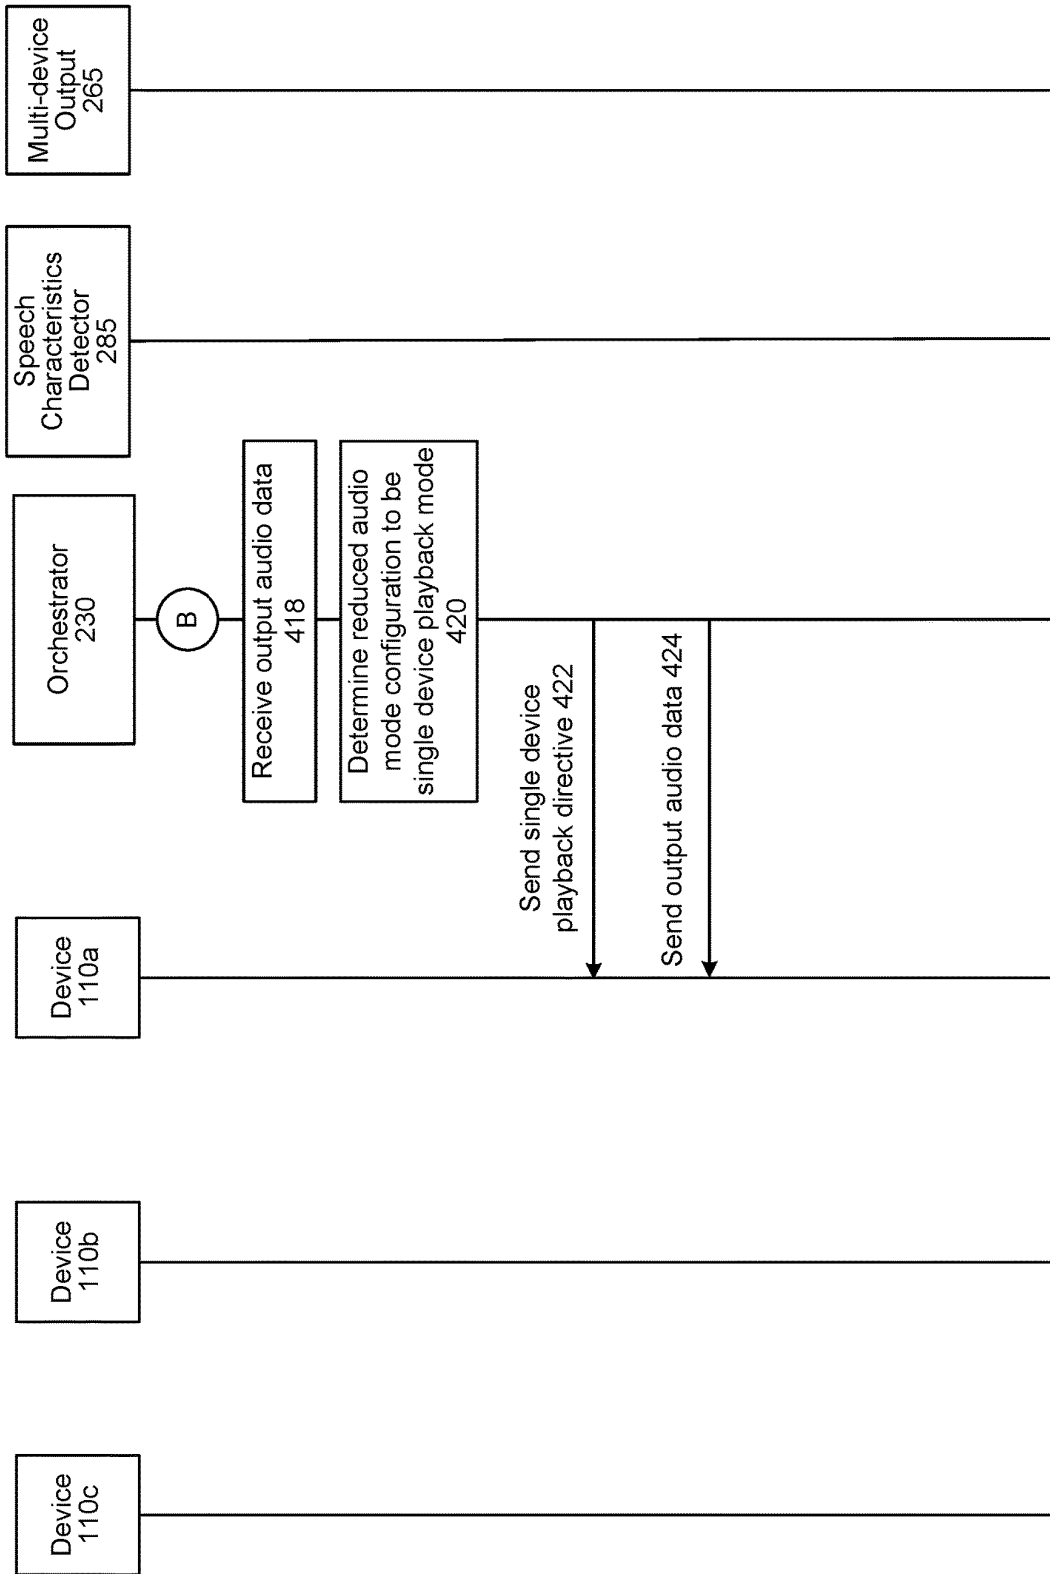 Device
110c
Device
110b
Device
110a
Orchestrator
230
Speech
Characteristics
Detector
285
Multi-device
Output
265
B
Receive output audio data
418
Determine reduced audio
mode configuration to be
single device playback mode
420
Send single device
playback directive 422
Send output audio data 424